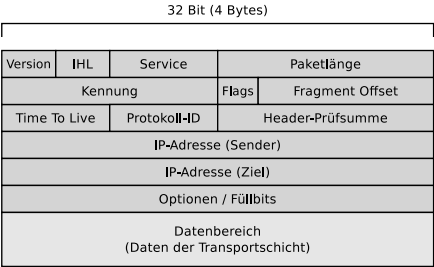 32 Bit (4 Bytes)
Version IHL Service Paketlänge
Kennung Flags Fragment Offset
Time To Live Protokoll-ID Header-Prüfsumme
IP-Adresse (Sender)
IP-Adresse (Ziel)
Optionen / Füllbits
Datenbereich
(Daten der Transportschicht)